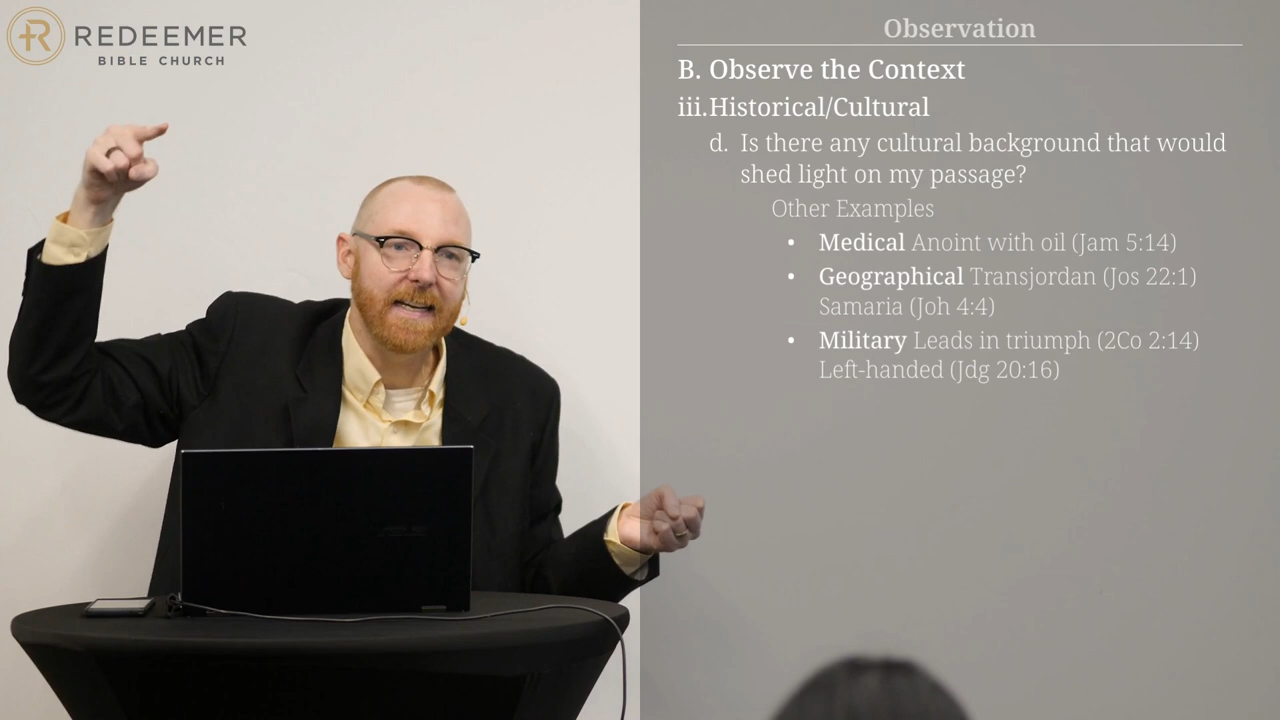 REDEEMER
BIBLE CHURCH
Observation
B. Observe the Context
iii.Historical/Cultural
d. Is there any cultural background that would
shed light on my passage?
Other Examples
• Medical Anoint with oil (Jam 5:14)
• Geographical Transjordan (Jos 22:1)
Samaria (Joh 4:4)
• Military Leads in triumph (2Co 2:14)
Left-handed (Jdg 20:16)